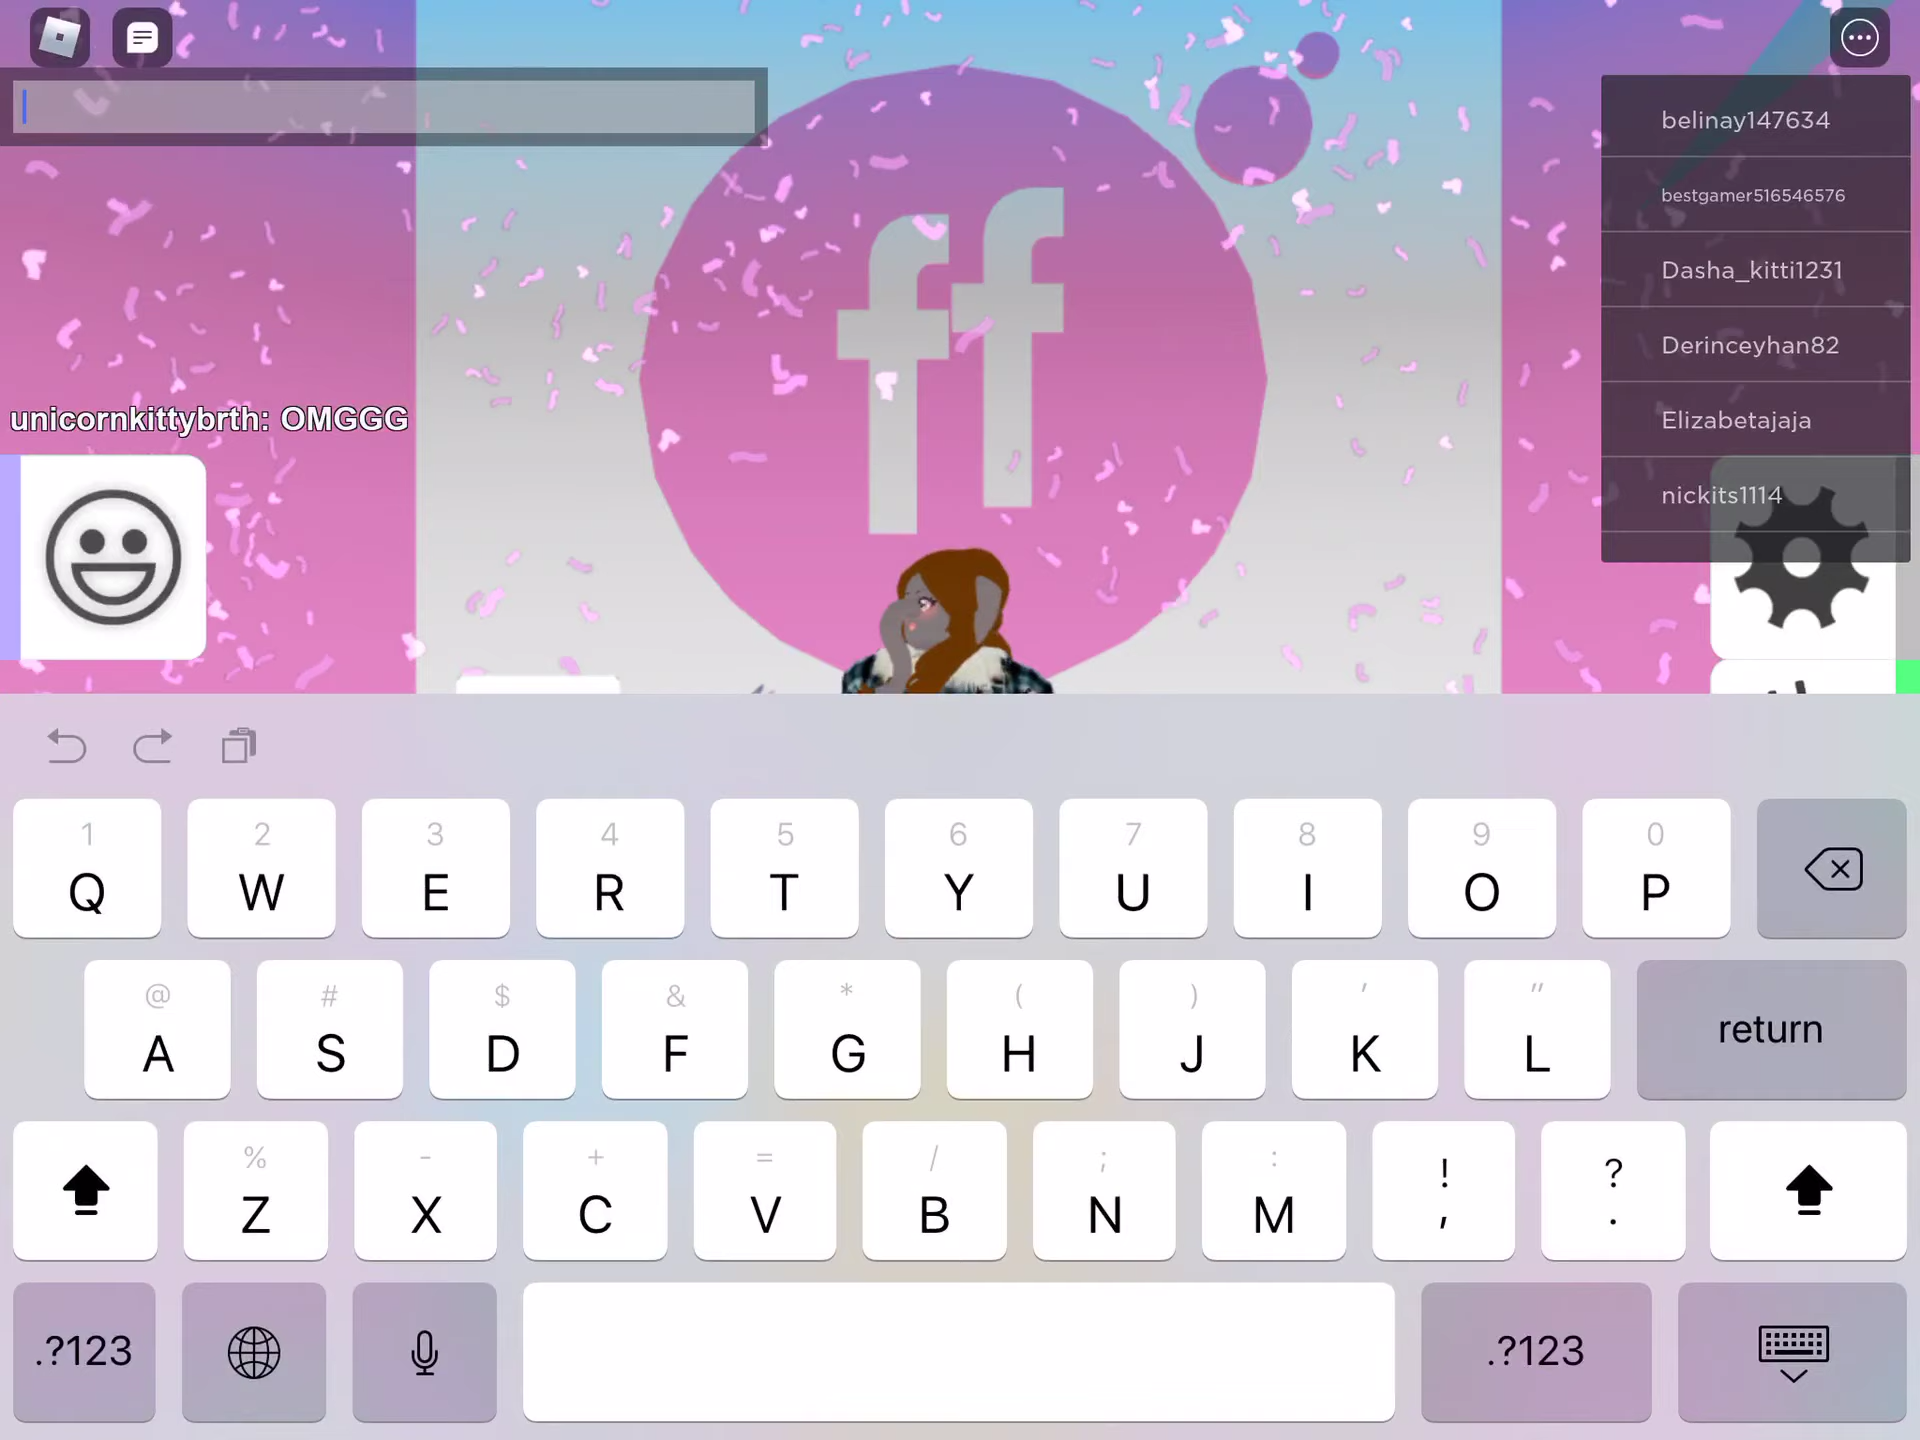 belinay147634
bestgamer516546576
Dasha_kitti1231
Derinceyhan82
Elizabetajaja
nickits1114
ff
unicornkittybrth: OMGGG
1 2 3 4 5 6 7 8 9 0
Q W E R T Y U I O P
@ # $ & * ( ) ' "
A S D F G H J K L return
% - + = / ; : ! ?
Z X C V B N M , .
.?123 .?123